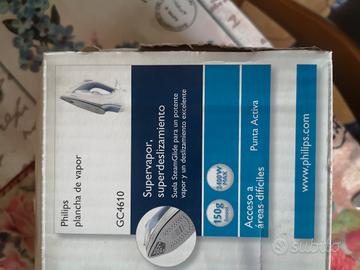 Philips
plancha de vapor
GC4610
Supervapor,
superdeslizamiento
Suela SteamGlide para un potente
vapor y un deslizamiento excelente
2400W
MAX
150g
Acceso a
áreas difíciles
Punta Activa
www.philips.com
subito